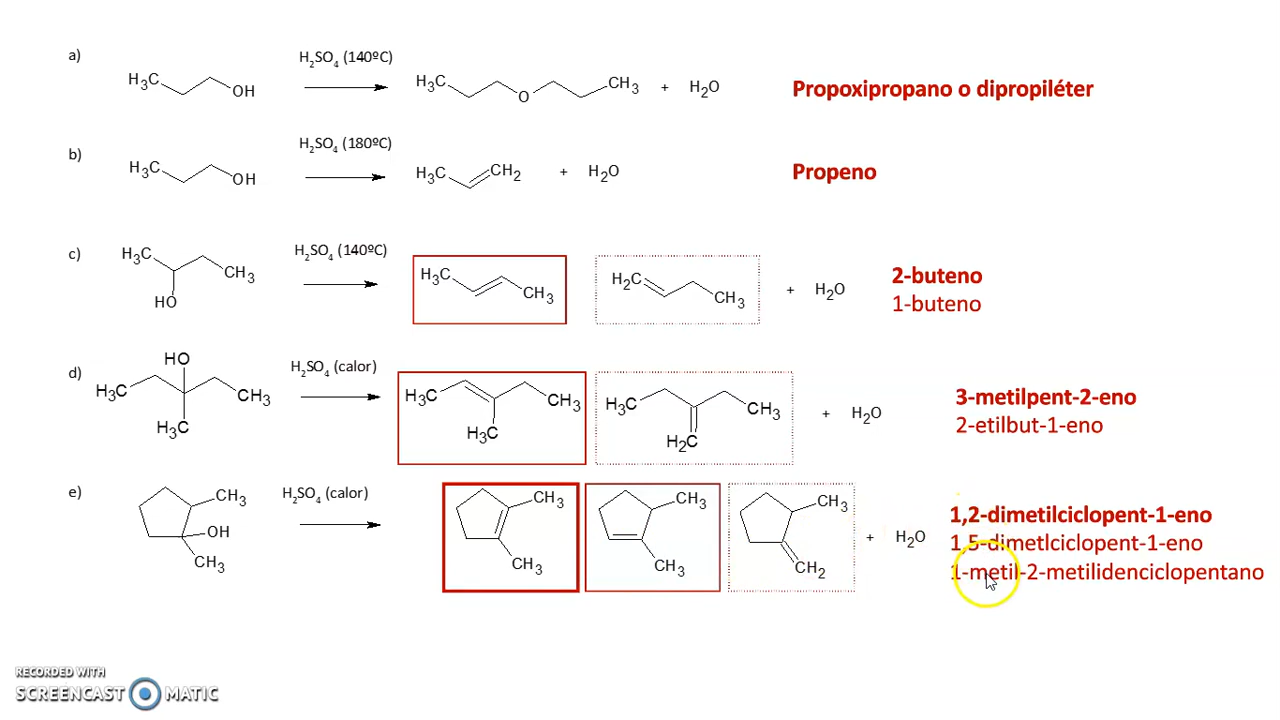 a) H₃C OH H₂SO₄ (140ºC) H₃C O CH₃ + H₂O Propoxipropano o dipropiléter
b) H₃C OH H₂SO₄ (180ºC) H₃C CH₂ + H₂O Propeno
c) H₃C CH₃ HO H₂SO₄ (140ºC) H₃C CH₃ H₂C CH₃ + H₂O 2-buteno
1-buteno
d) HO H₃C CH₃ H₃C H₂SO₄ (calor) H₃C CH₃ H₃C H₃C CH₃ H₂C + H₂O 3-metilpent-2-eno
2-etilbut-1-eno
e) CH₃ OH CH₃ H₂SO₄ (calor) CH₃ CH₃ CH₃ CH₃ CH₃ CH₂ + H₂O 1,2-dimetilciclopent-1-eno
1,5-dimetlciclopent-1-eno
1-metil-2-metilidenciclopentano
RECORDED WITH
SCREENCAST MATIC